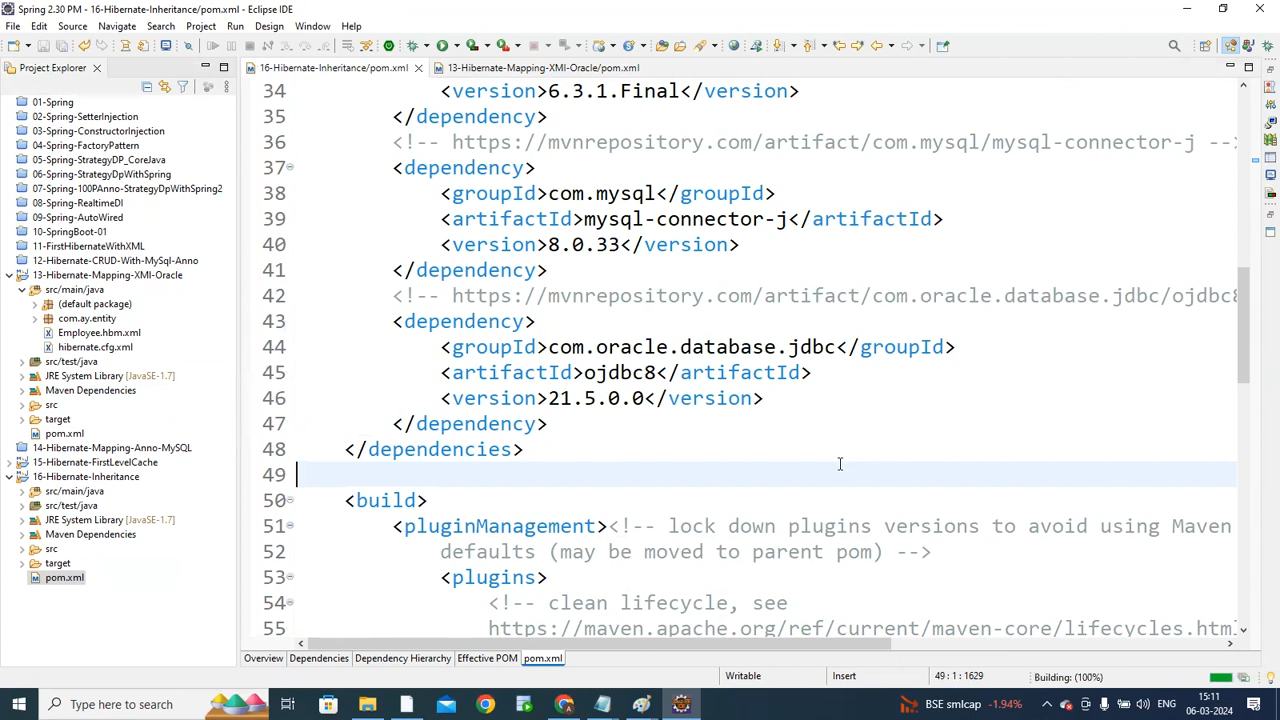 Spring 2.30 PM - 16-Hibernate-Inheritance/pom.xml - Eclipse IDE
File Edit Source Navigate Search Project Run Design Window Help
Project Explorer
16-Hibernate-Inheritance/pom.xml
13-Hibernate-Mapping-XMl-Oracle/pom.xml
01-Spring
02-Spring-SetterInjection
03-Spring-ConstructorInjection
04-Spring-FactoryPattern
05-Spring-StrategyDP_CoreJava
06-Spring-StrategyDPWithSpring
07-Spring-100PAnno-StrategyDpWithSpring2
08-Spring-RealtimeDI
09-Spring-AutoWired
10-SpringBoot-01
11-FirstHibernateWithXML
12-Hibernate-CRUD-With-MySql-Anno
13-Hibernate-Mapping-XMl-Oracle
src/main/java
(default package)
com.ay.entity
Employee.hbm.xml
hibernate.cfg.xml
src/test/java
JRE System Library [JavaSE-1.7]
Maven Dependencies
src
target
pom.xml
14-Hibernate-Mapping-Anno-MySQL
15-Hibernate-FirstLevelCache
16-Hibernate-Inheritance
src/main/java
src/test/java
JRE System Library [JavaSE-1.7]
Maven Dependencies
src
target
pom.xml
34 <version>6.3.1.Final</version>
35 </dependency>
36 <!-- https://mvnrepository.com/artifact/com.mysql/mysql-connector-j -->
37 <dependency>
38 <groupId>com.mysql</groupId>
39 <artifactId>mysql-connector-j</artifactId>
40 <version>8.0.33</version>
41 </dependency>
42 <!-- https://mvnrepository.com/artifact/com.oracle.database.jdbc/ojdbc8
43 <dependency>
44 <groupId>com.oracle.database.jdbc</groupId>
45 <artifactId>ojdbc8</artifactId>
46 <version>21.5.0.0</version>
47 </dependency>
48 </dependencies>
49
50 <build>
51 <pluginManagement><!-- lock down plugins versions to avoid using Maven
52 defaults (may be moved to parent pom) -->
53 <plugins>
54 <!-- clean lifecycle, see
55 https://maven.apache.org/ref/current/maven-core/lifecycles.html
Overview Dependencies Dependency Hierarchy Effective POM pom.xml
Writable Insert 49 : 1 : 1629 Building: (100%)
Type here to search
BSE smlcap -1.94%
ENG
15:11
06-03-2024